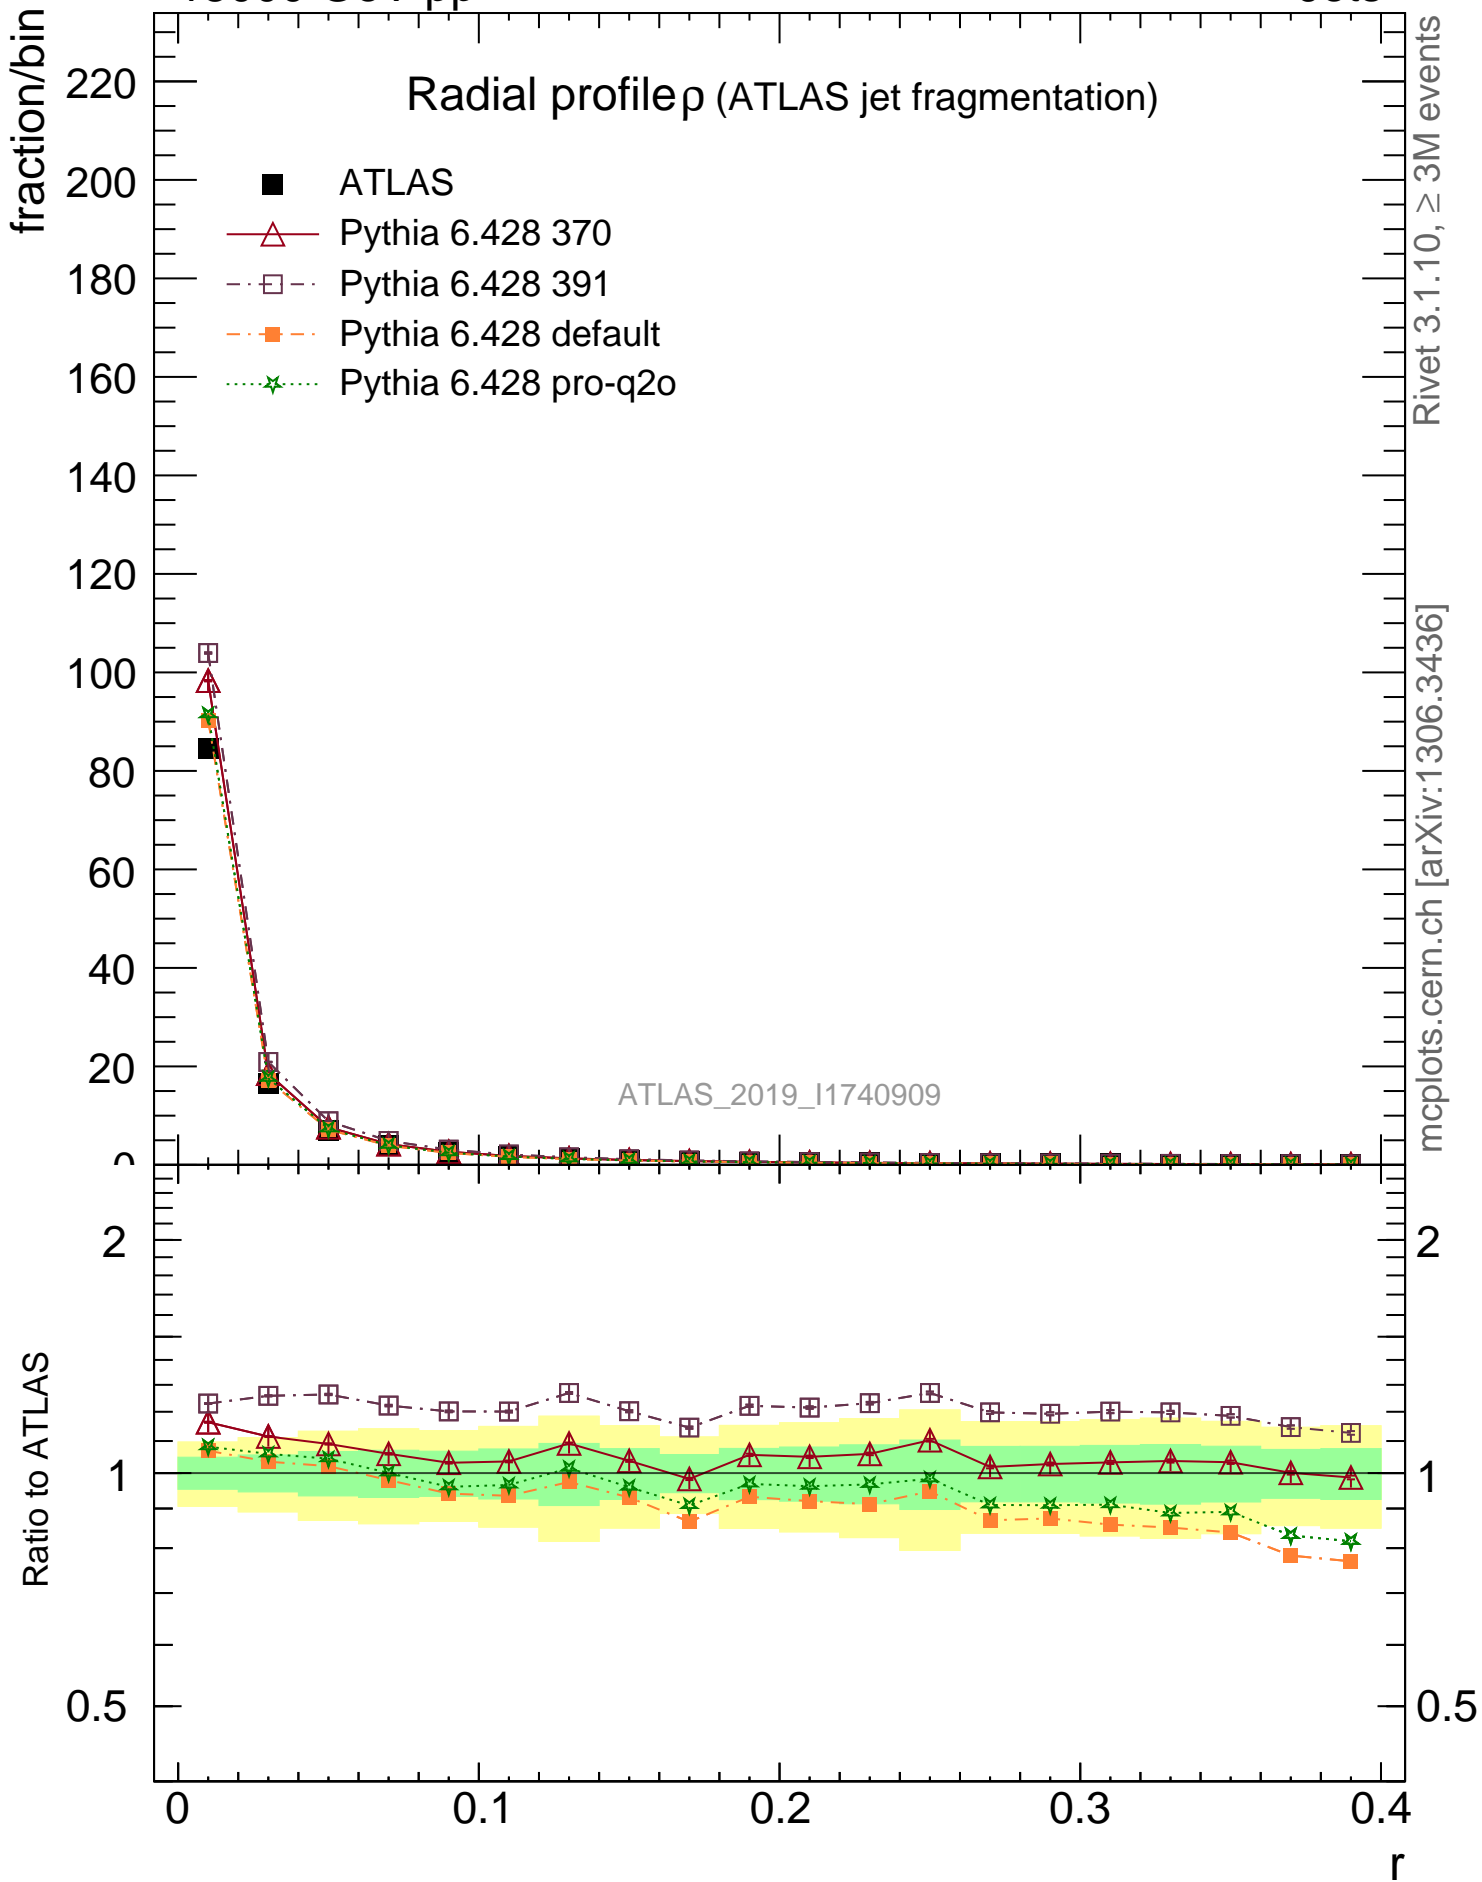 fraction/bin
Radial profile ρ (ATLAS jet fragmentation)
ATLAS
Pythia 6.428 370
Pythia 6.428 391
Pythia 6.428 default
Pythia 6.428 pro-q2o
220
200
180
160
140
120
100
80
60
40
20
0
ATLAS_2019_I1740909
Rivet 3.1.10, ≥ 3M events
mcplots.cern.ch [arXiv:1306.3436]
Ratio to ATLAS
2
1
0.5
2
1
0.5
0 0.1 0.2 0.3 0.4
r